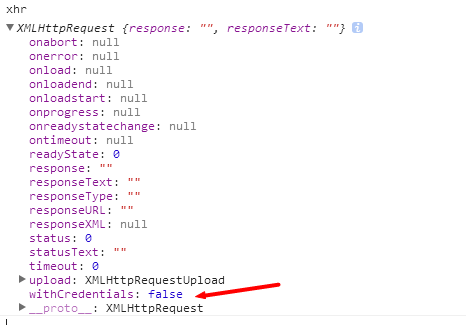 xhr
▼ XMLHttpRequest {response: "", responseText: ""} i
onabort: null
onerror: null
onload: null
onloadend: null
onloadstart: null
onprogress: null
onreadystatechange: null
ontimeout: null
readyState: 0
response: ""
responseText: ""
responseType: ""
responseURL: ""
responseXML: null
status: 0
statusText: ""
timeout: 0
▶ upload: XMLHttpRequestUpload
withCredentials: false
▶ __proto__: XMLHttpRequest